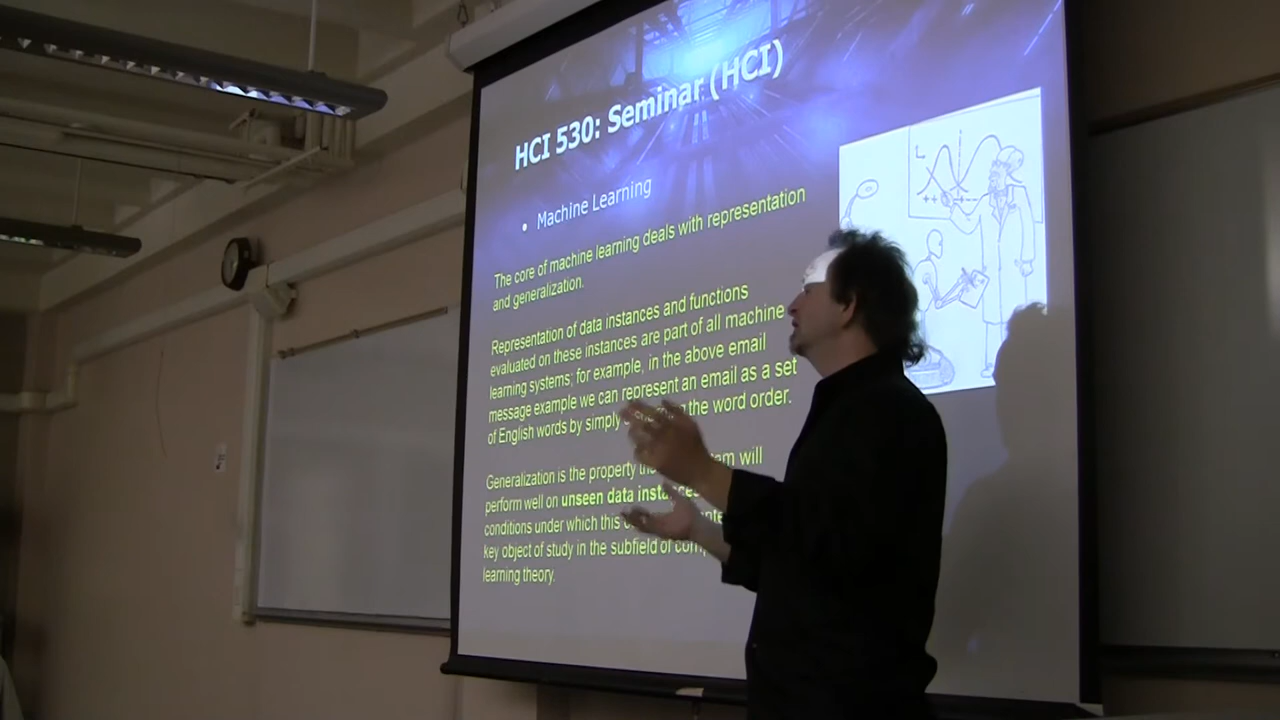 HCI 530: Seminar (HCI)
• Machine Learning
The core of machine learning deals with representation
and generalization.
Representation of data instances and functions
evaluated on these instances are part of all machine
learning systems; for example, in the above email
message example we can represent an email as a set
of English words by simply the word order.
Generalization is the property will
perform well on unseen data instances
conditions under which this
key object of study in the subfield of
learning theory.
L
++